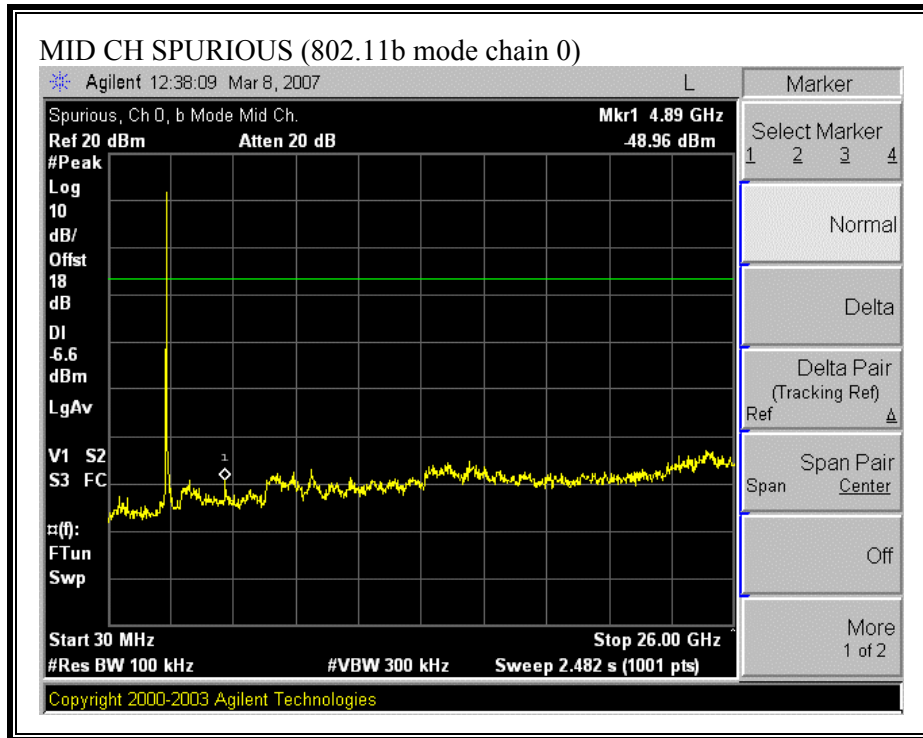 MID CH SPURIOUS (802.11b mode chain 0)
Agilent 12:38:09 Mar 8, 2007 L
Spurious, Ch 0, b Mode Mid Ch. Mkr1 4.89 GHz
Ref 20 dBm Atten 20 dB -48.96 dBm
#Peak
Log
10
dB/
Offst
18
dB
DI
-6.6
dBm
LgAv
V1 S2
S3 FC
¤(f):
FTun
Swp
1
Start 30 MHz Stop 26.00 GHz
#Res BW 100 kHz #VBW 300 kHz Sweep 2.482 s (1001 pts)
Copyright 2000-2003 Agilent Technologies
Marker
Select Marker
1 2 3 4
Normal
Delta
Delta Pair
(Tracking Ref)
Ref Δ
Span Pair
Span Center
Off
More
1 of 2